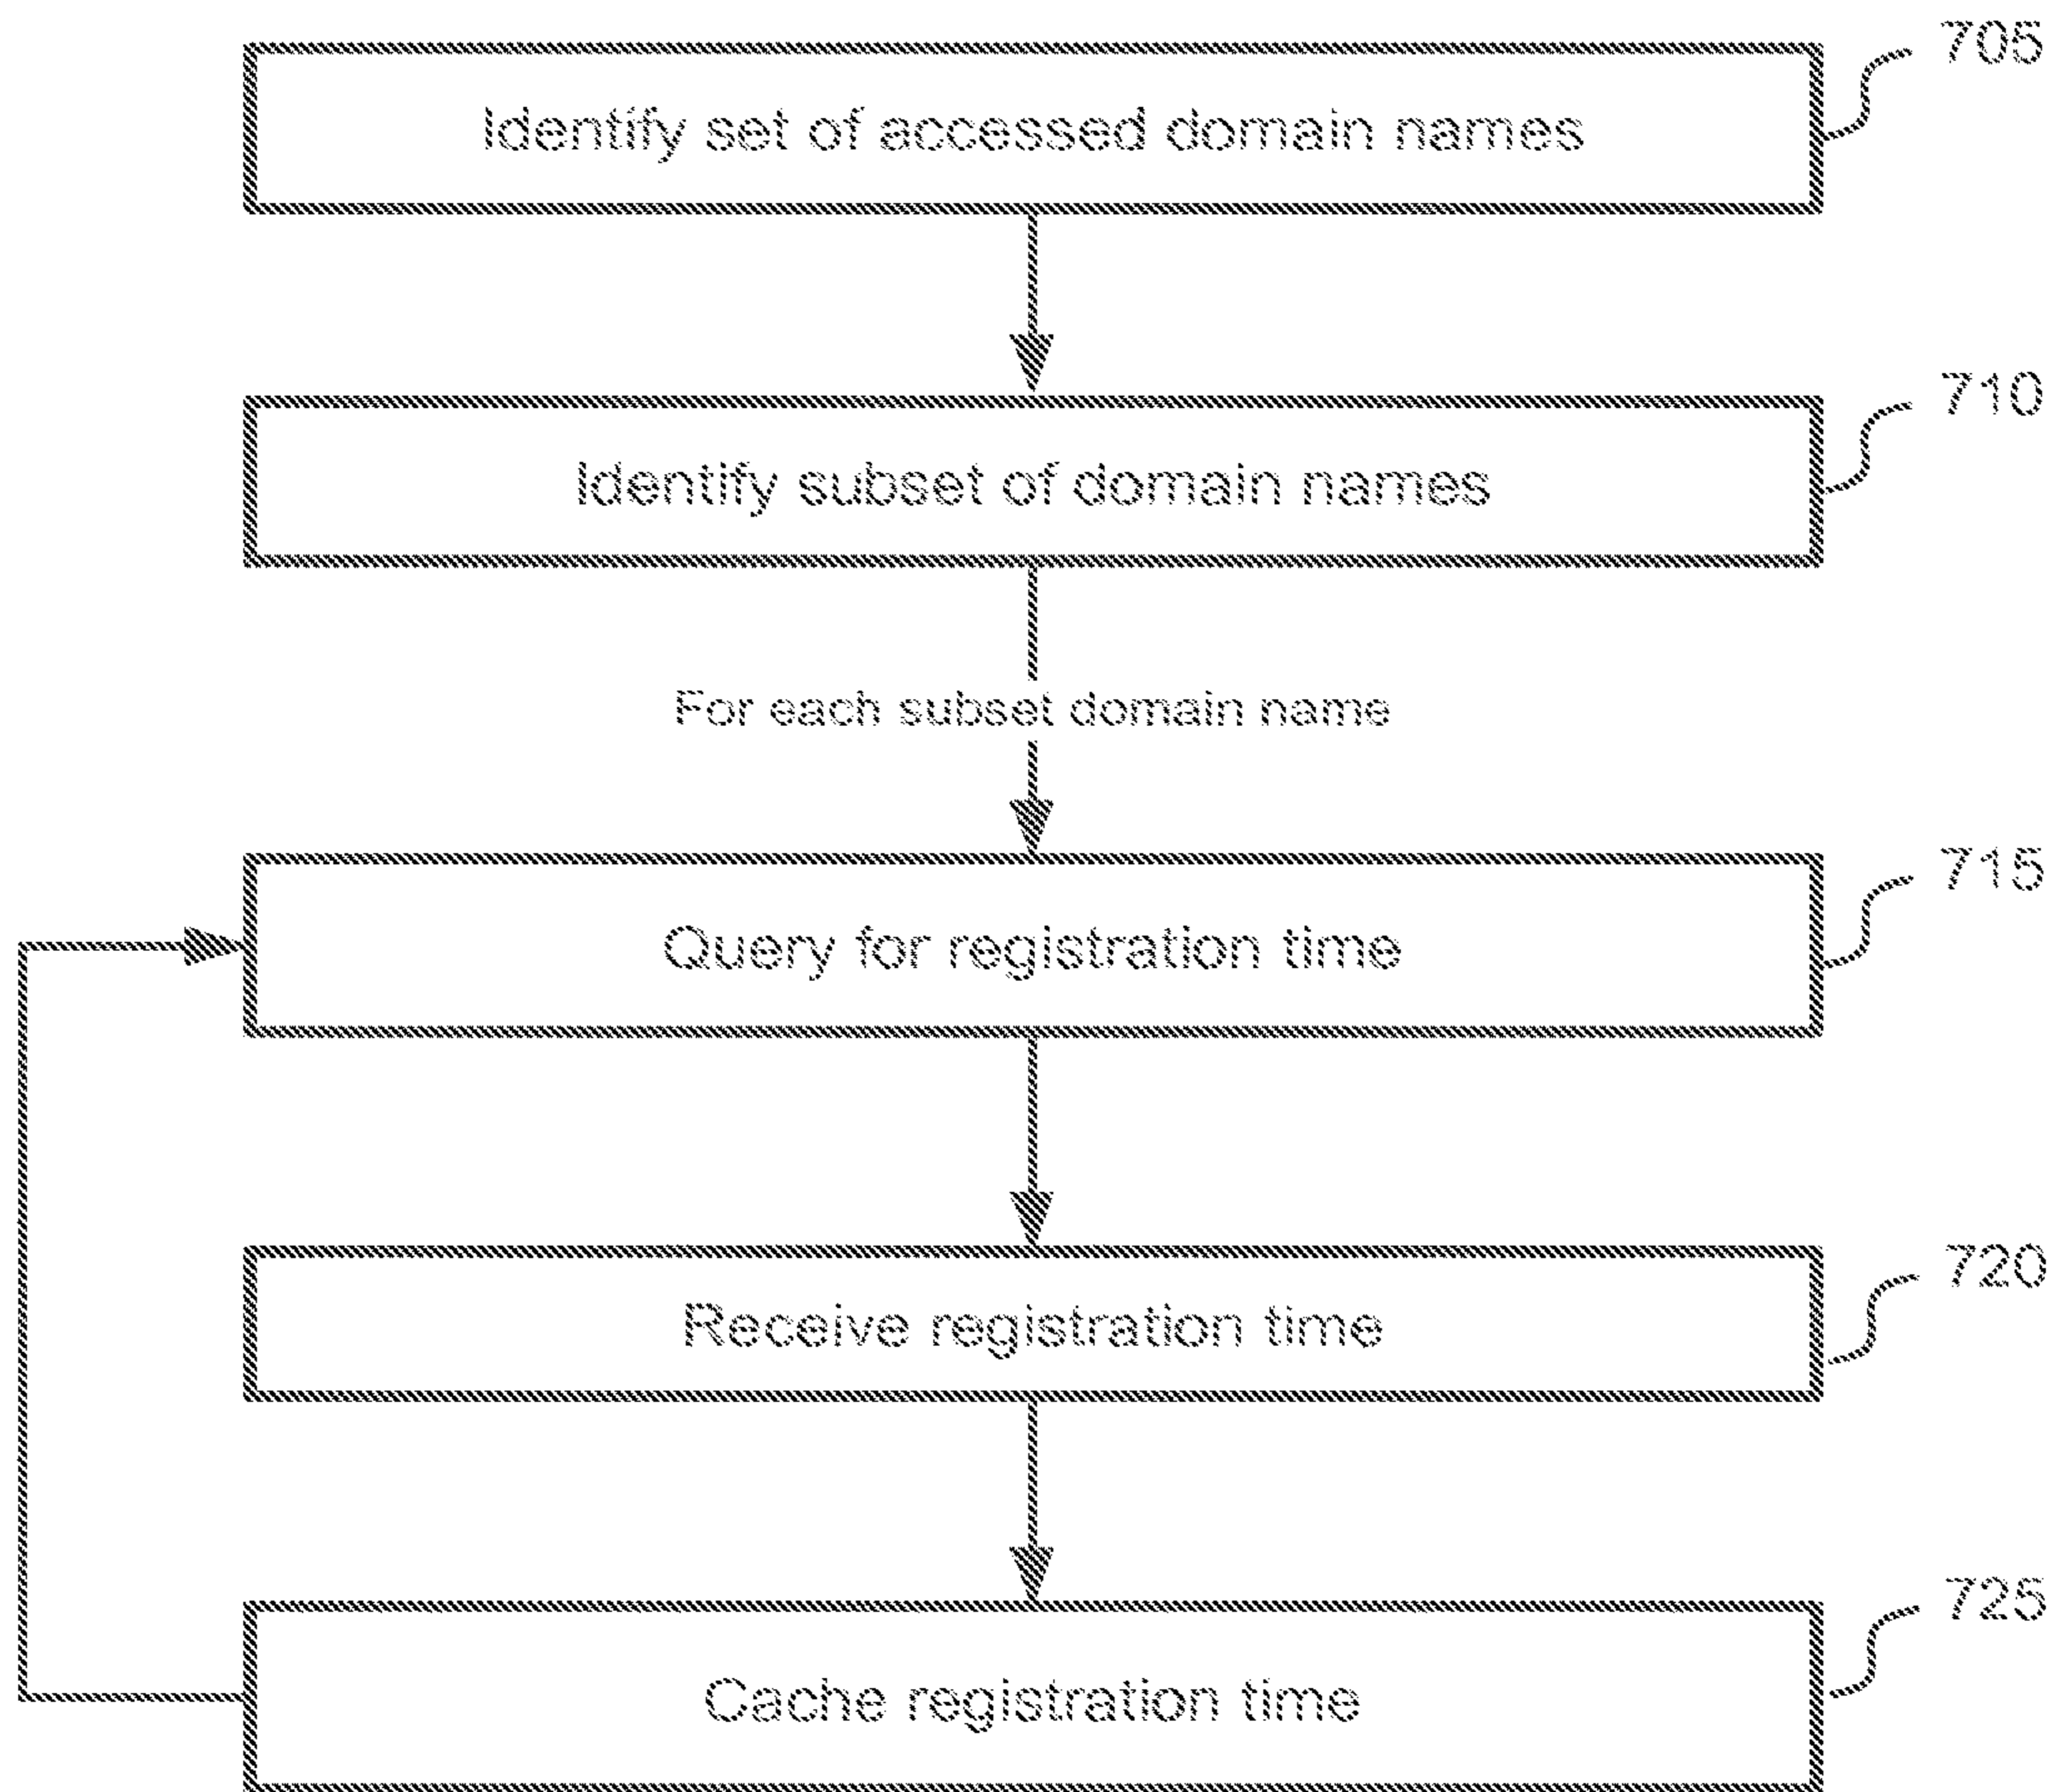 705
Identify set of accessed domain names
710
Identify subset of domain names
For each subset domain name
715
Query for registration time
720
Receive registration time
725
Cache registration time